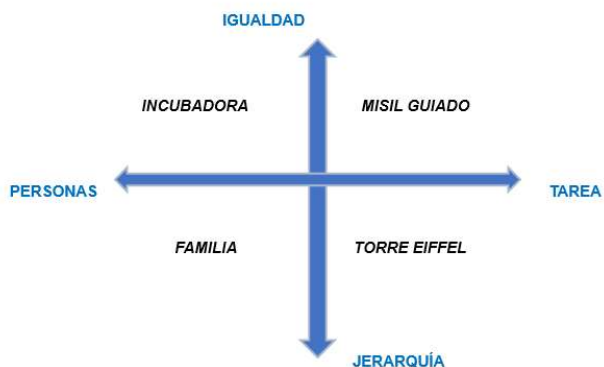 IGUALDAD
INCUBADORA
MISIL GUIADO
PERSONAS
TAREA
FAMILIA
TORRE EIFFEL
JERARQUÍA